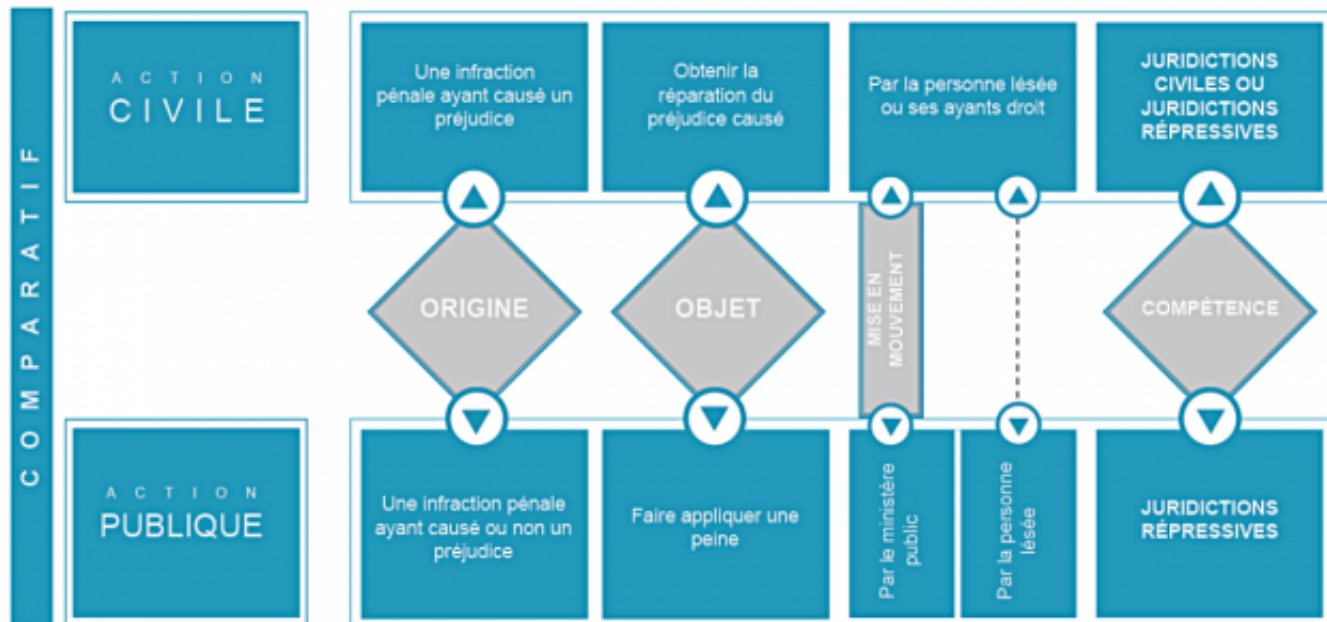 COMPARATIF
ACTION
CIVILE
Une infraction
pénale ayant causé un
préjudice
Obtenir la
réparation du
préjudice causé
Par la personne lésée
ou ses ayants droit
JURIDICTIONS
CIVILES OU
JURIDICTIONS
RÉPRESSIVES
ORIGINE
OBJET
MISE EN
MOUVEMENT
COMPÉTENCE
ACTION
PUBLIQUE
Une infraction pénale
ayant causé ou non un
préjudice
Faire appliquer une
peine
Par le ministère
public
Par la personne
lésée
JURIDICTIONS
RÉPRESSIVES